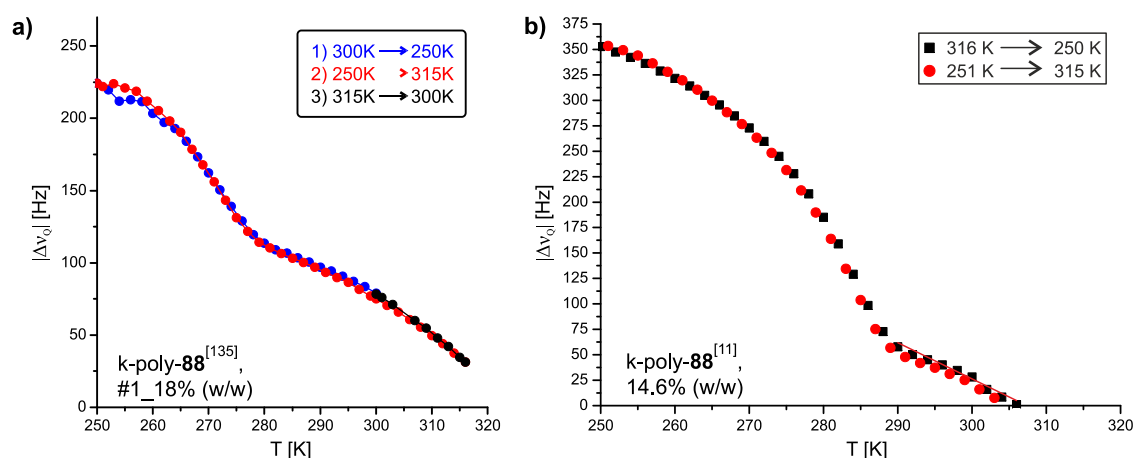 a)
250
200
150
100
50
0
|Δν_Q| [Hz]
1) 300K → 250K
2) 250K > 315K
3) 315K → 300K
k-poly-88[135],
#1_18% (w/w)
250 260 270 280 290 300 310 320
T [K]
b)
375
350
325
300
275
250
225
200
175
150
125
100
75
50
25
0
|Δν_Q| [Hz]
316 K → 250 K
251 K → 315 K
k-poly-88[11],
14.6% (w/w)
250 260 270 280 290 300 310 320
T [K]